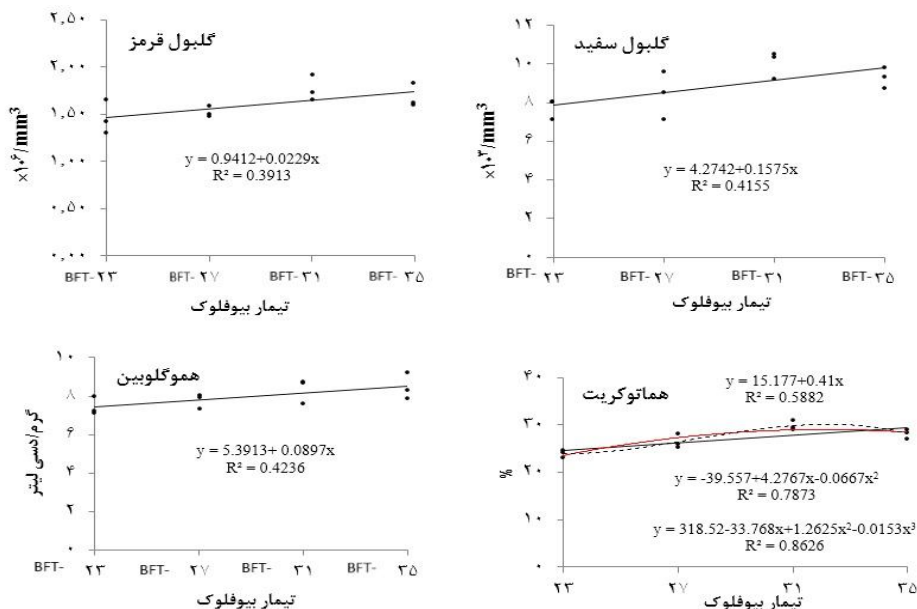 گلبول قرمز
۲٫۵۰
۲٫۰۰
۱٫۵۰
۱٫۰۰
۰٫۵۰
۰٫۰۰
×۱۰⁶/mm³
y = 0.9412+0.0229x
R² = 0.3913
BFT- ۲۳ BFT- ۲۷ BFT- ۳۱ BFT- ۳۵
تیمار بیوفلوک
گلبول سفید
۱۲
۱۰
۸
۶
۴
۲
۰
×۱۰³/mm³
y = 4.2742+0.1575x
R² = 0.4155
BFT- ۲۳ BFT- ۲۷ BFT- ۳۱ BFT- ۳۵
تیمار بیوفلوک
هموگلوبین
۱۰
۸
۶
۴
۲
۰
گرم/دسی لیتر
y = 5.3913+ 0.0897x
R² = 0.4236
BFT- ۲۳ BFT- ۲۷ BFT- ۳۱ BFT- ۳۵
تیمار بیوفلوک
هماتوکریت
۴۰
۳۰
۲۰
۱۰
۰
%
y = 15.177+0.41x
R² = 0.5882
y = -39.557+4.2767x-0.0667x²
R² = 0.7873
y = 318.52-33.768x+1.2625x²-0.0153x³
R² = 0.8626
۲۳ ۲۷ ۳۱ ۳۵
تیمار بیوفلوک